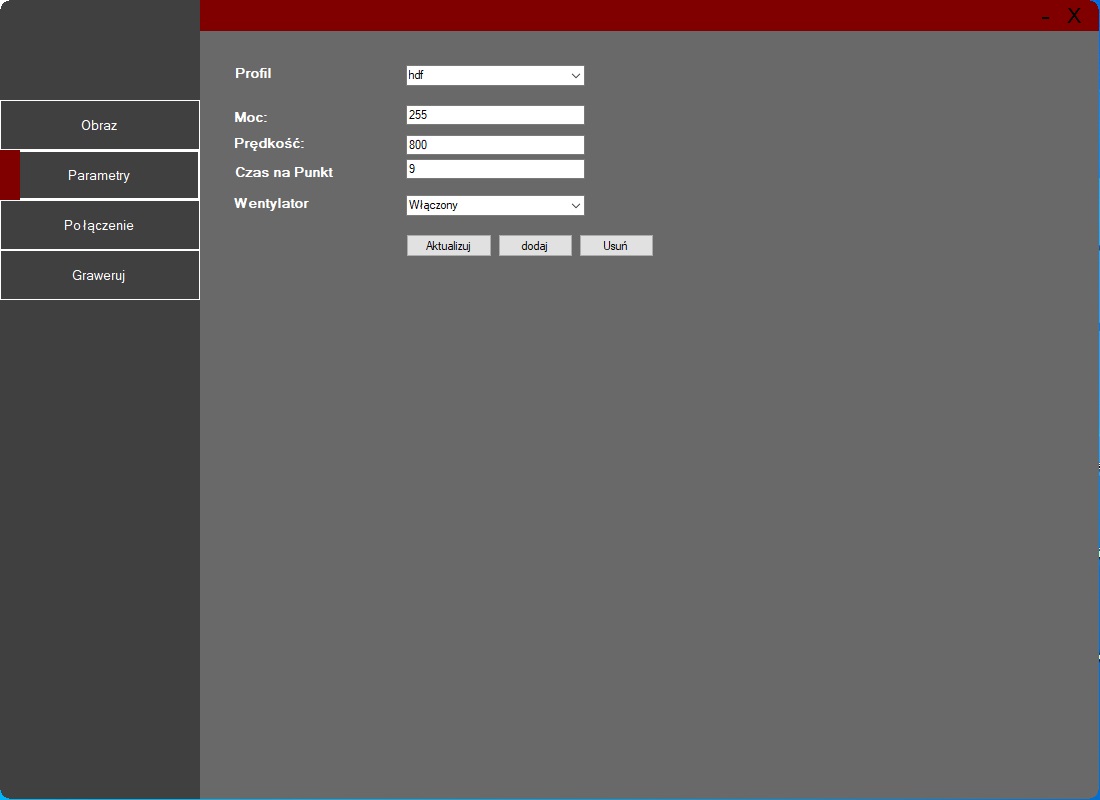 - X
Obraz
Parametry
Połączenie
Graweruj
Profil hdf
Moc: 255
Prędkość: 800
Czas na Punkt 9
Wentylator Włączony
Aktualizuj dodaj Usuń